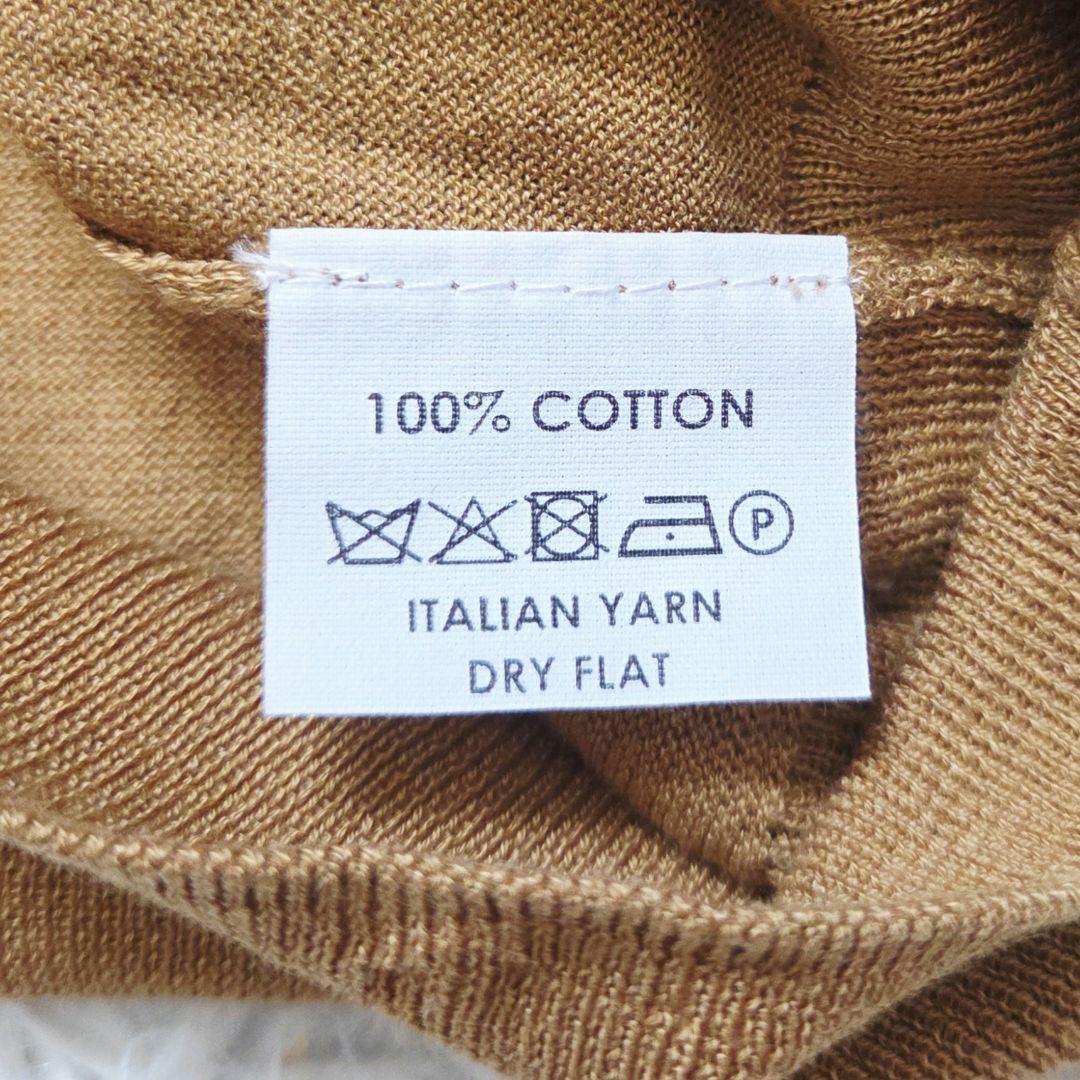 100% COTTON
P
ITALIAN YARN
DRY FLAT